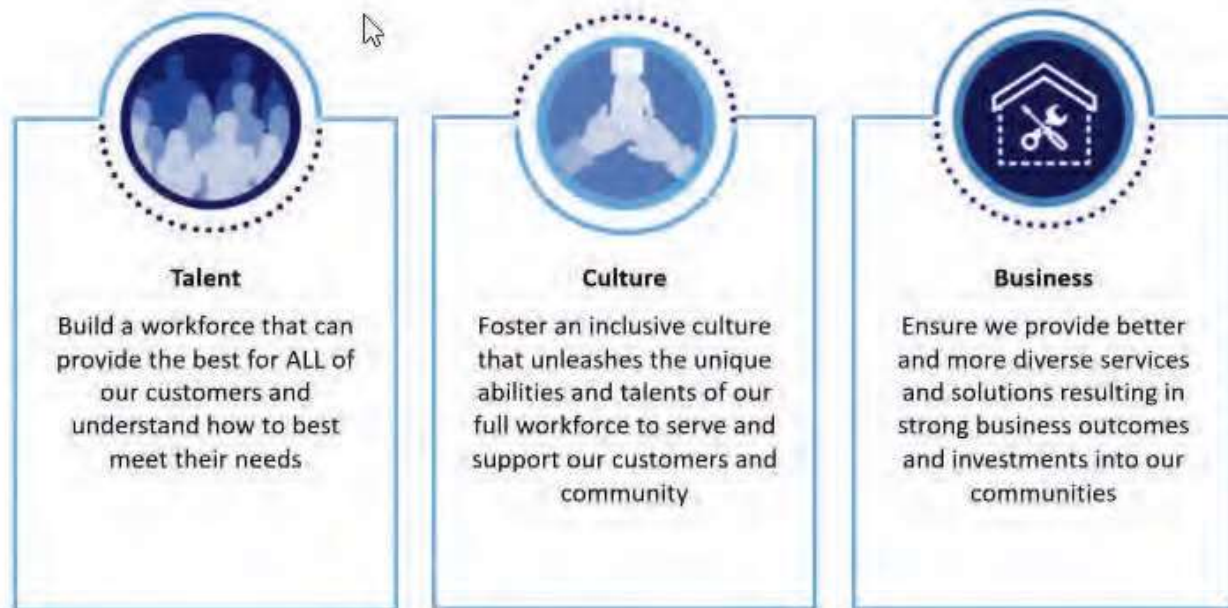 Talent
Build a workforce that can
provide the best for ALL of
our customers and
understand how to best
meet their needs
Culture
Foster an inclusive culture
that unleashes the unique
abilities and talents of our
full workforce to serve and
support our customers and
community
Business
Ensure we provide better
and more diverse services
and solutions resulting in
strong business outcomes
and investments into our
communities